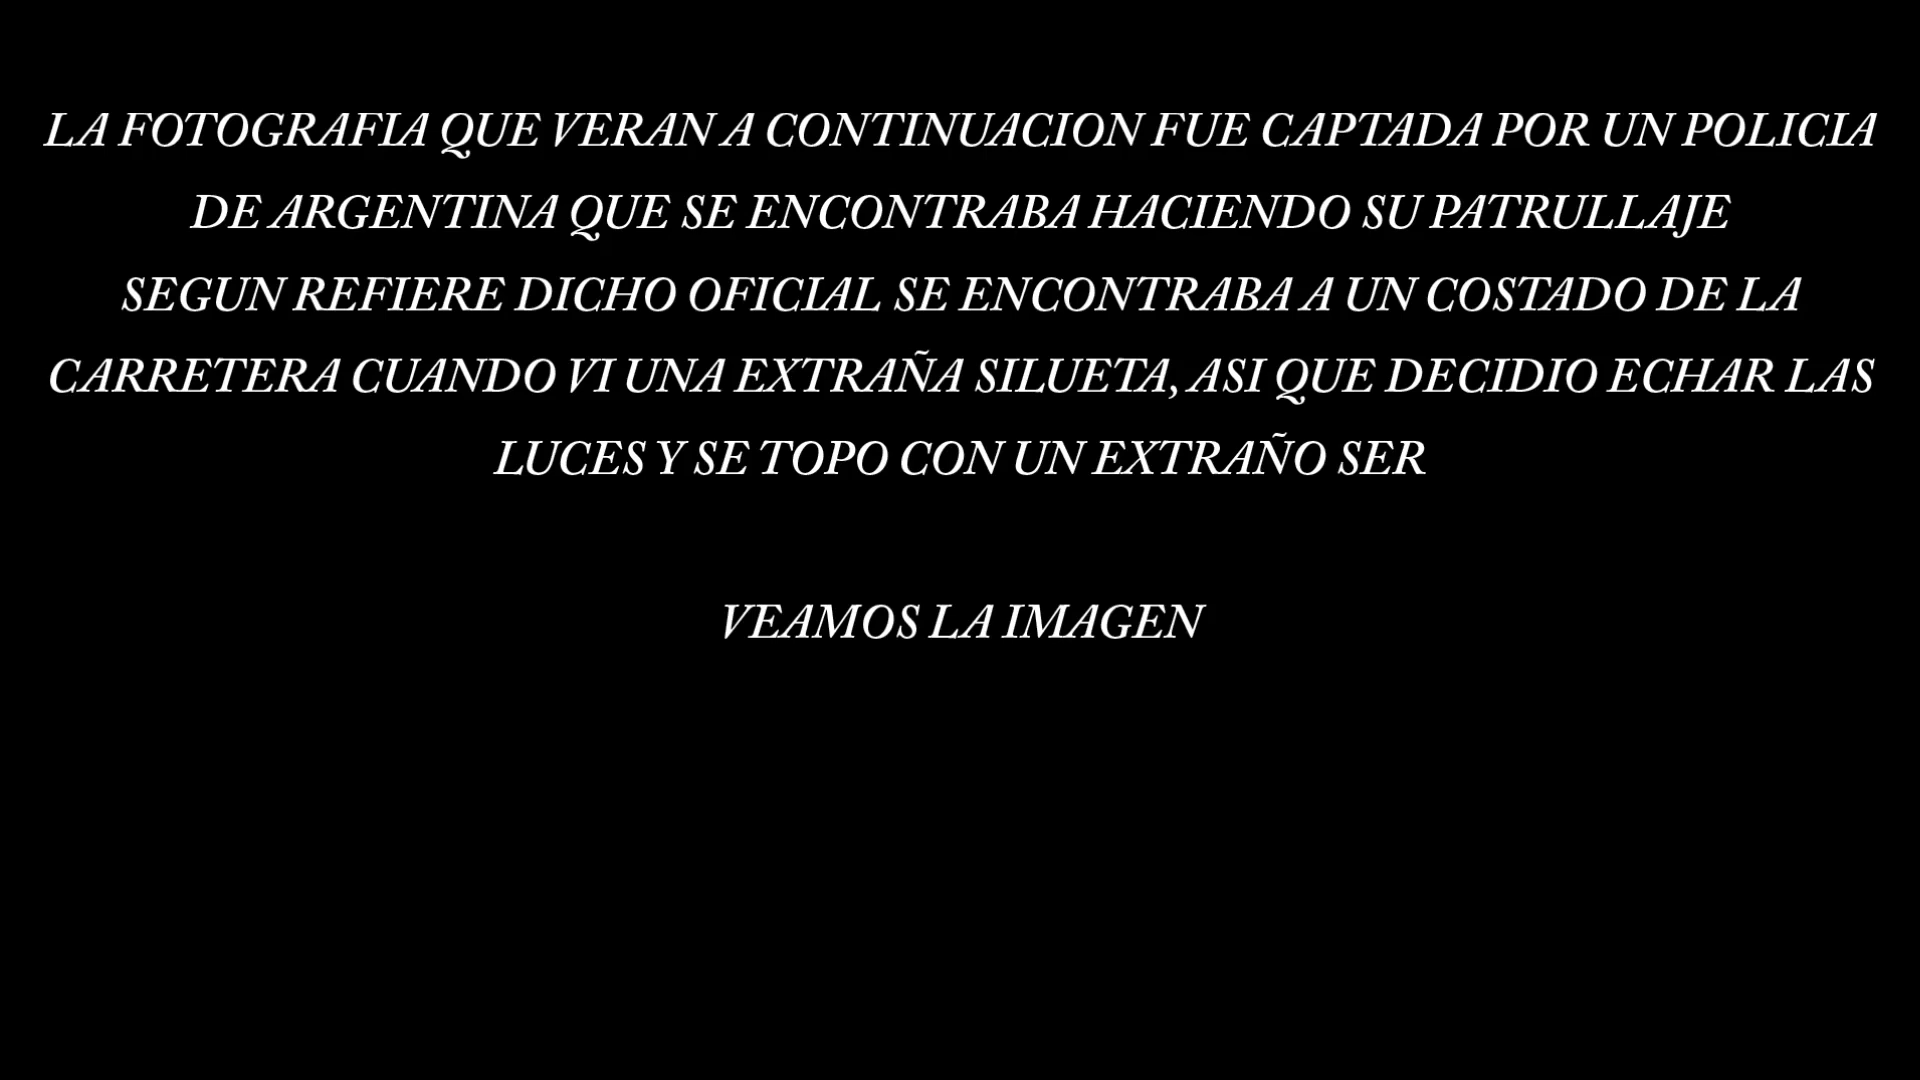 LA FOTOGRAFIA QUE VERAN A CONTINUACION FUE CAPTADA POR UN POLICIA
DE ARGENTINA QUE SE ENCONTRABA HACIENDO SU PATRULLAJE
SEGUN REFIERE DICHO OFICIAL SE ENCONTRABA A UN COSTADO DE LA
CARRETERA CUANDO VI UNA EXTRAÑA SILUETA, ASI QUE DECIDIO ECHAR LAS
LUCES Y SE TOPO CON UN EXTRAÑO SER
VEAMOS LA IMAGEN